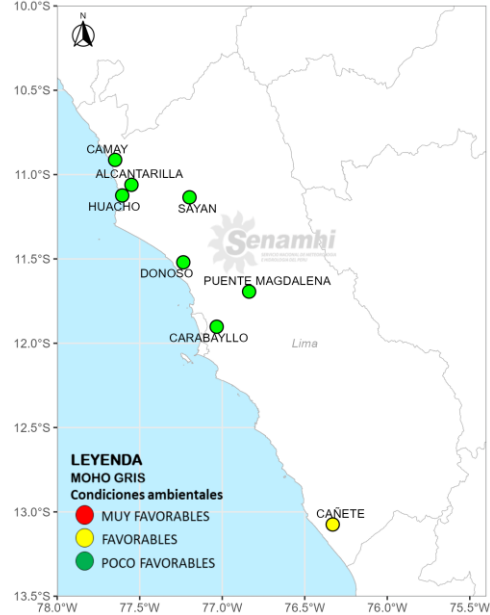 10.0°S
N
10.5°S
CAMAY
11.0°S
ALCANTARILLA
HUACHO
SAYAN
Senamhi
11.5°S
DONOSO
PUENTE MAGDALENA
CARABAYLLO
12.0°S
Lima
12.5°S
LEYENDA
MOHO GRIS
Condiciones ambientales
MUY FAVORABLES
FAVORABLES
POCO FAVORABLES
CAÑETE
13.0°S
13.5°S
78.0°W 77.5°W 77.0°W 76.5°W 76.0°W 75.5°W